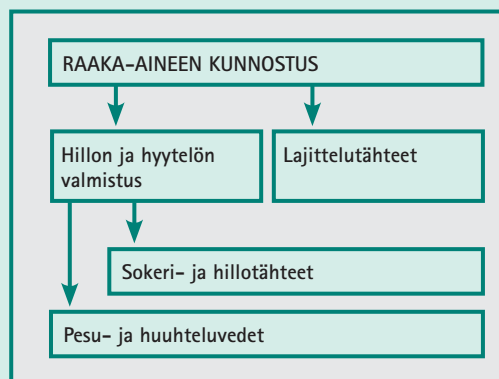 RAAKA-AINEEN KUNNOSTUS
Hillon ja hyytelön
valmistus
Lajittelutähteet
Sokeri- ja hillotähteet
Pesu- ja huuhteluvedet